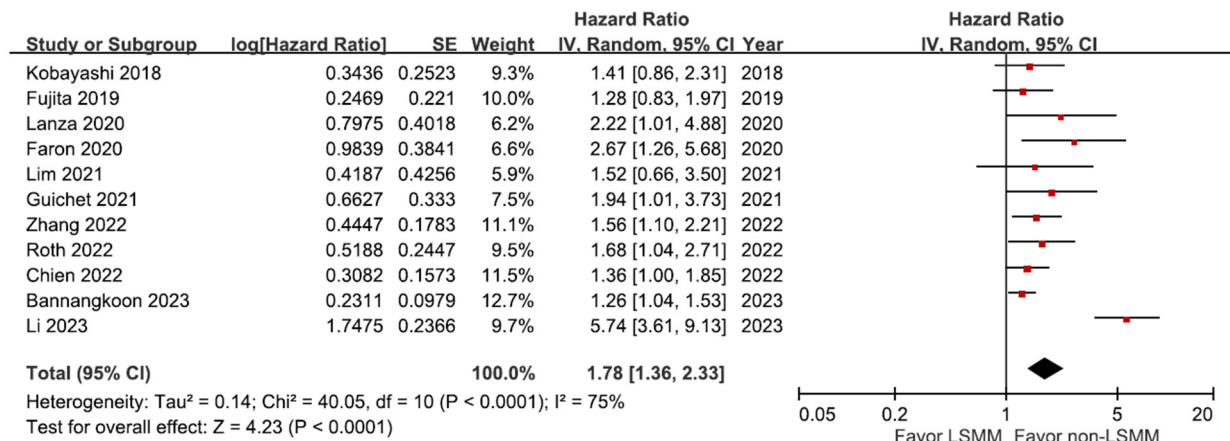 Hazard Ratio Hazard Ratio
Study or Subgroup log[Hazard Ratio] SE Weight IV, Random, 95% CI Year IV, Random, 95% CI
Kobayashi 2018 0.3436 0.2523 9.3% 1.41 [0.86, 2.31] 2018
Fujita 2019 0.2469 0.221 10.0% 1.28 [0.83, 1.97] 2019
Lanza 2020 0.7975 0.4018 6.2% 2.22 [1.01, 4.88] 2020
Faron 2020 0.9839 0.3841 6.6% 2.67 [1.26, 5.68] 2020
Lim 2021 0.4187 0.4256 5.9% 1.52 [0.66, 3.50] 2021
Guichet 2021 0.6627 0.333 7.5% 1.94 [1.01, 3.73] 2021
Zhang 2022 0.4447 0.1783 11.1% 1.56 [1.10, 2.21] 2022
Roth 2022 0.5188 0.2447 9.5% 1.68 [1.04, 2.71] 2022
Chien 2022 0.3082 0.1573 11.5% 1.36 [1.00, 1.85] 2022
Bannangkoon 2023 0.2311 0.0979 12.7% 1.26 [1.04, 1.53] 2023
Li 2023 1.7475 0.2366 9.7% 5.74 [3.61, 9.13] 2023
Total (95% CI) 100.0% 1.78 [1.36, 2.33]
Heterogeneity: Tau² = 0.14; Chi² = 40.05, df = 10 (P < 0.0001); I² = 75%
Test for overall effect: Z = 4.23 (P < 0.0001)
0.05 0.2 1 5 20
Favor LSMM Favor non-LSMM